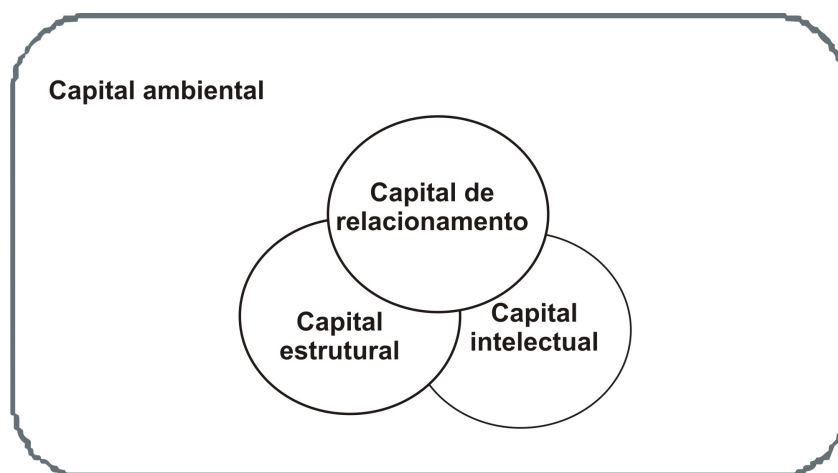 Capital ambiental
Capital de
relacionamento
Capital
estrutural
Capital
intelectual